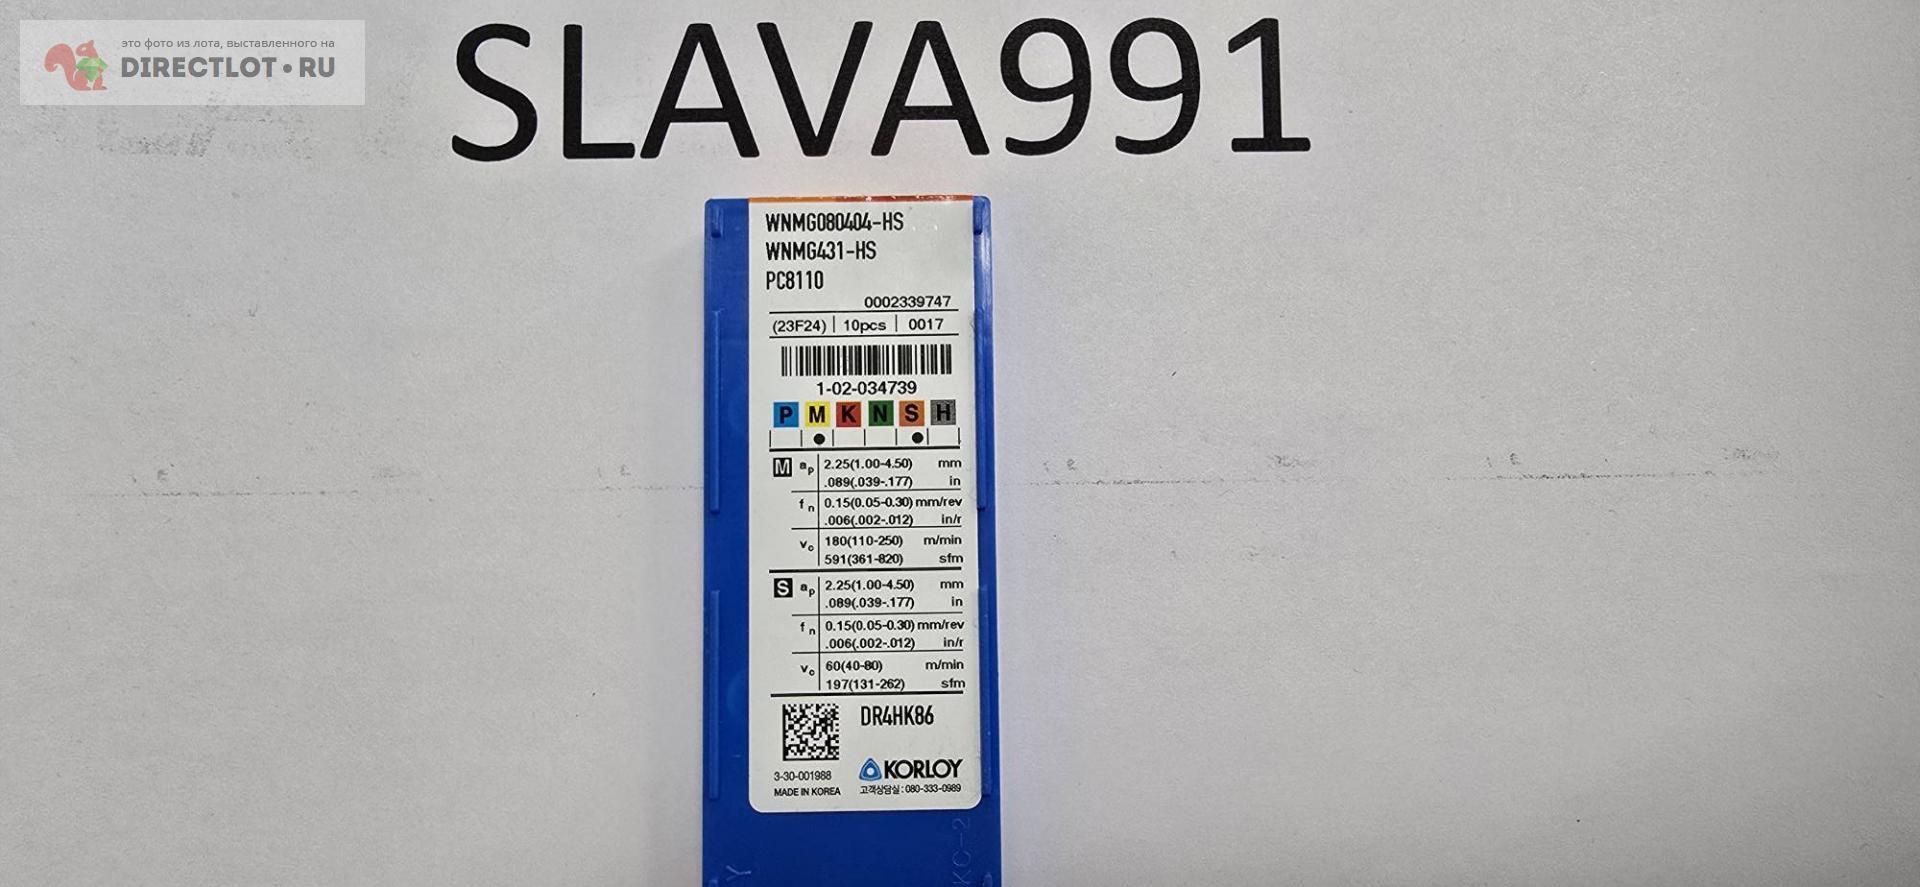 это фото из лота, выставленного на
DIRECTLOT•RU
SLAVA991
WNMG080404-HS
WNMG431-HS
PC8110
0002339747
(23F24) | 10pcs | 0017
1-02-034739
P M K N S H
M ap 2.25(1.00-4.50) mm
.089(.039-.177) in
fn 0.15(0.05-0.30) mm/rev
.006(.002-.012) in/r
vc 180(110-250) m/min
591(361-820) sfm
S ap 2.25(1.00-4.50) mm
.089(.039-.177) in
fn 0.15(0.05-0.30) mm/rev
.006(.002-.012) in/r
vc 60(40-80) m/min
197(131-262) sfm
DR4HK86
3-30-001988
KORLOY
MADE IN KOREA
고객상담실 : 080-333-0989
KC-2
Y